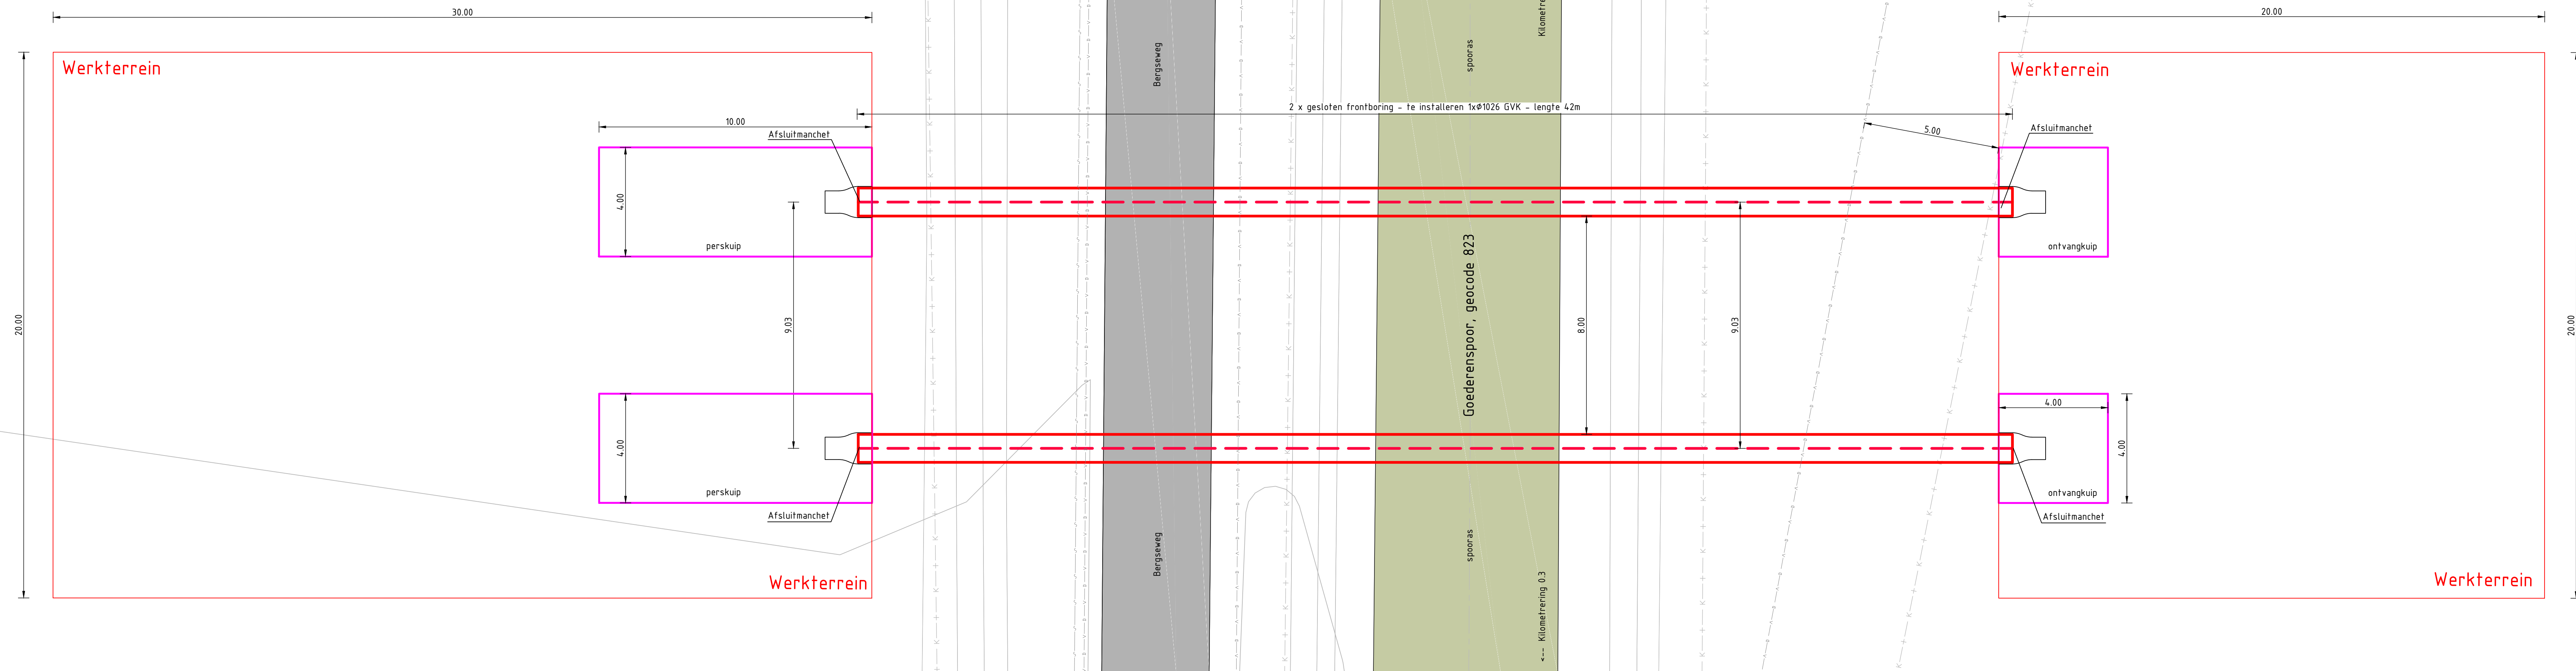 30.00
20.00
Werkterrein
Werkterrein
Bergseweg
spooras
Kilometre
2 x gesloten frontboring - te installeren 1xØ1026 GVK - lengte 42m
10.00
Afsluitmanchet
5.00
Afsluitmanchet
4.00
perskuip
ontvangkuip
20.00
9.03
Goederenspoor, geocode 823
8.00
9.03
20.00
4.00
4.00
4.00
perskuip
ontvangkuip
Afsluitmanchet
Afsluitmanchet
Bergseweg
spooras
<-- Kilometrering 0.3
Werkterrein
Werkterrein